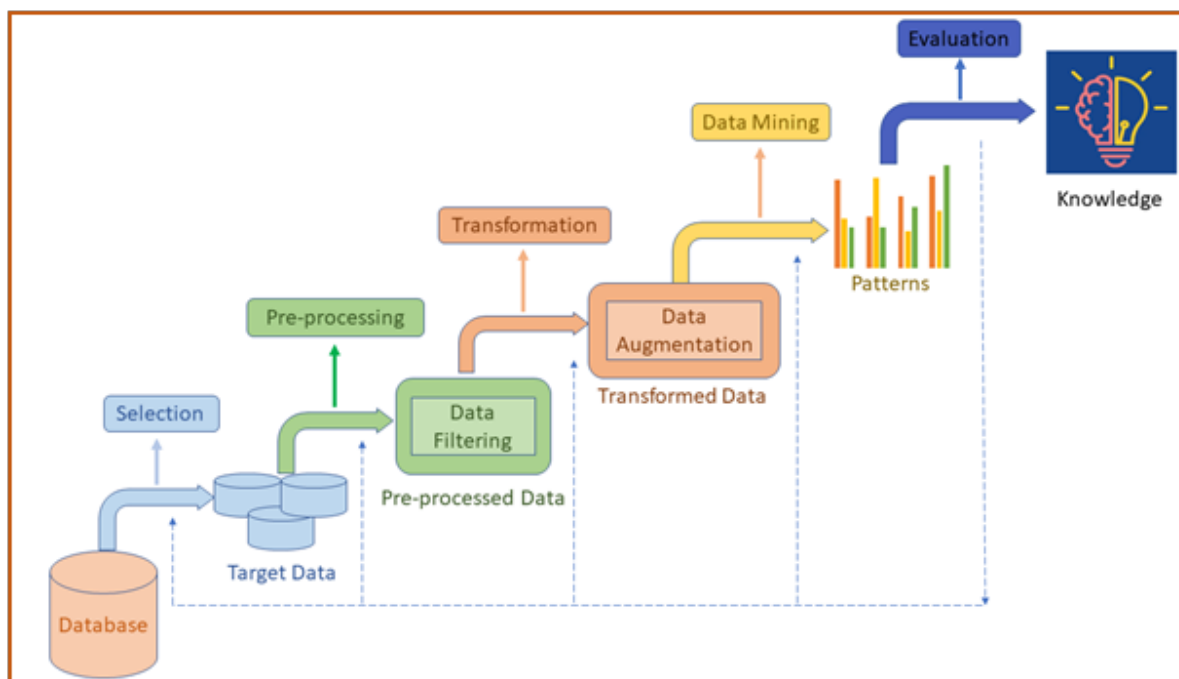 Evaluation
Data Mining
Knowledge
Transformation
Patterns
Pre-processing
Data
Augmentation
Transformed Data
Selection
Data
Filtering
Pre-processed Data
Target Data
Database